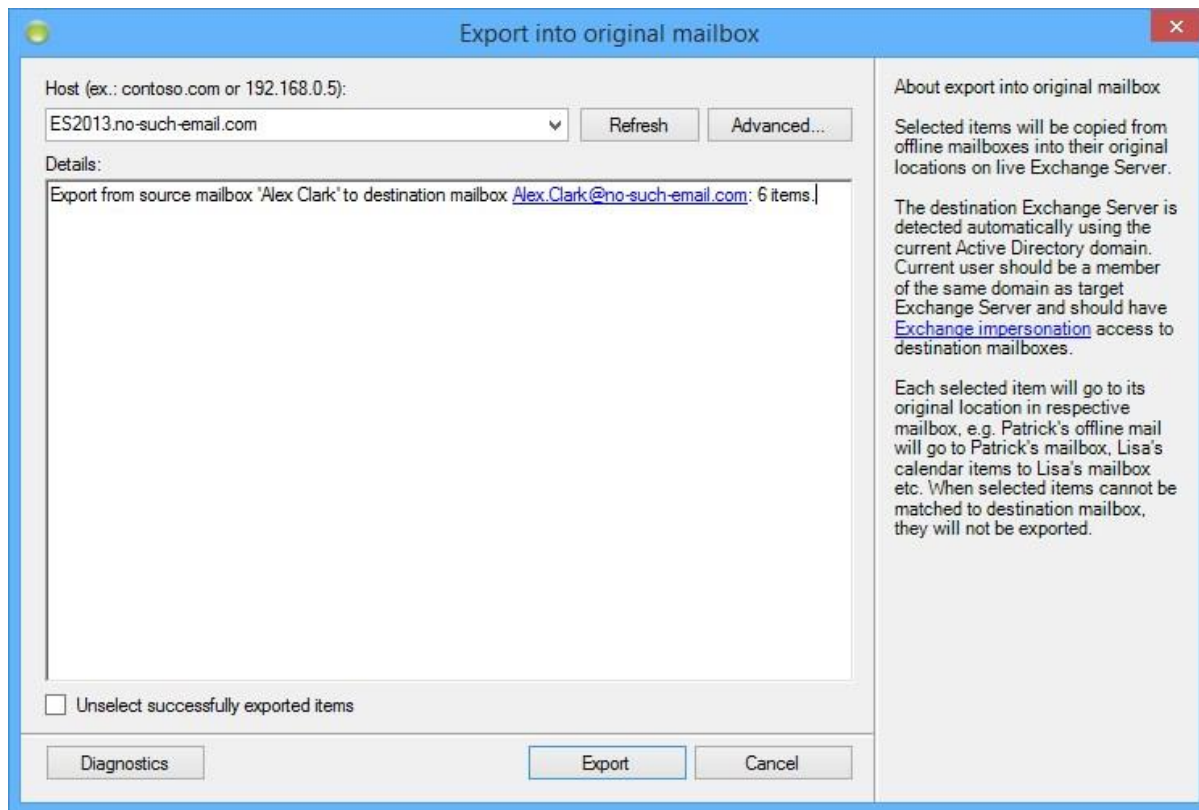 Export into original mailbox
Host (ex.: contoso.com or 192.168.0.5):
ES2013.no-such-email.com
Refresh
Advanced...
Details:
Export from source mailbox 'Alex Clark' to destination mailbox Alex.Clark@no-such-email.com: 6 items.
Unselect successfully exported items
Diagnostics
Export
Cancel
About export into original mailbox
Selected items will be copied from
offline mailboxes into their original
locations on live Exchange Server.
The destination Exchange Server is
detected automatically using the
current Active Directory domain.
Current user should be a member
of the same domain as target
Exchange Server and should have
Exchange impersonation access to
destination mailboxes.
Each selected item will go to its
original location in respective
mailbox, e.g. Patrick's offline mail
will go to Patrick's mailbox, Lisa's
calendar items to Lisa's mailbox
etc. When selected items cannot be
matched to destination mailbox,
they will not be exported.